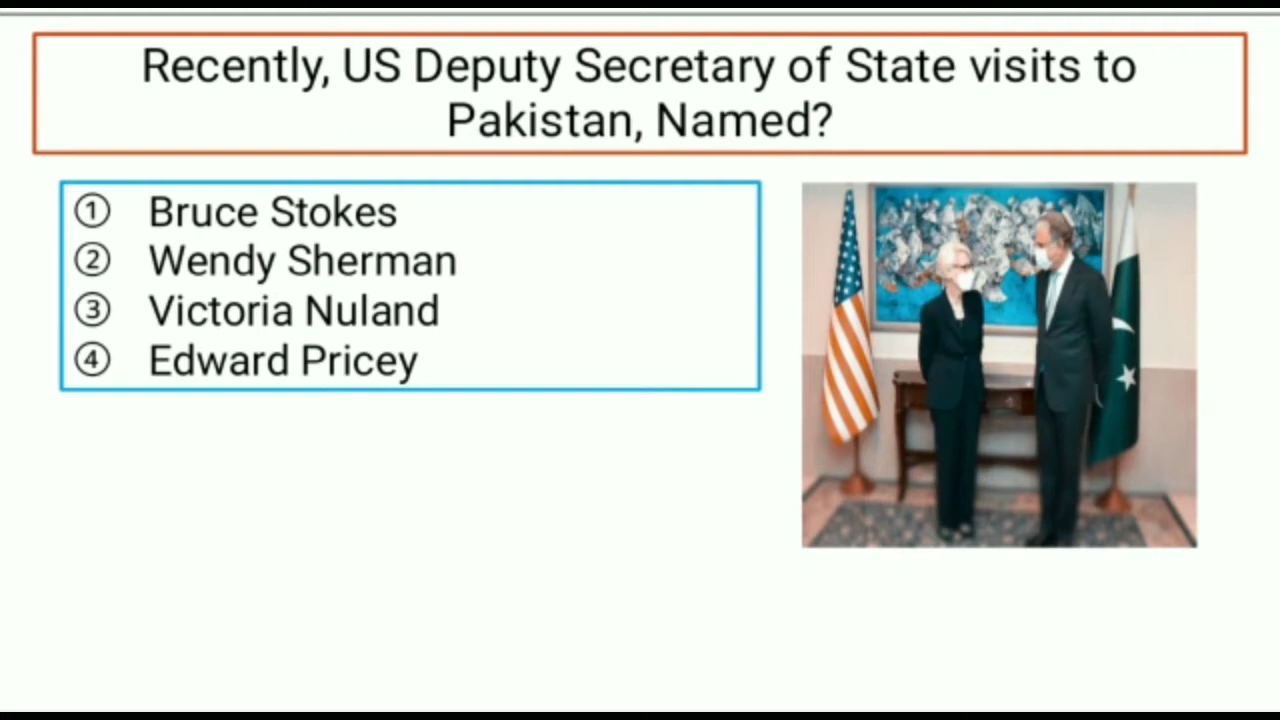 Recently, US Deputy Secretary of State visits to
Pakistan, Named?
① Bruce Stokes
② Wendy Sherman
③ Victoria Nuland
④ Edward Pricey